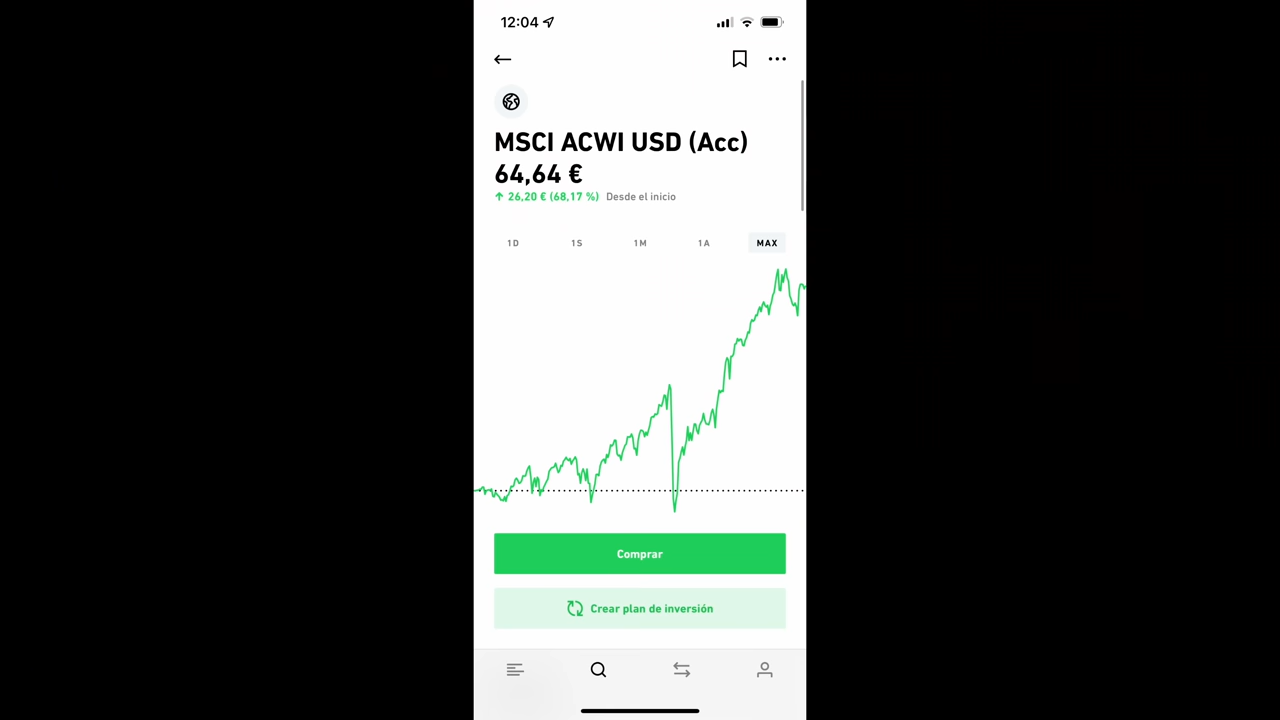 12:04
MSCI ACWI USD (Acc)
64,64 €
↑ 26,20 € (68,17 %) Desde el inicio
1D 1S 1M 1A MAX
Comprar
Crear plan de inversión